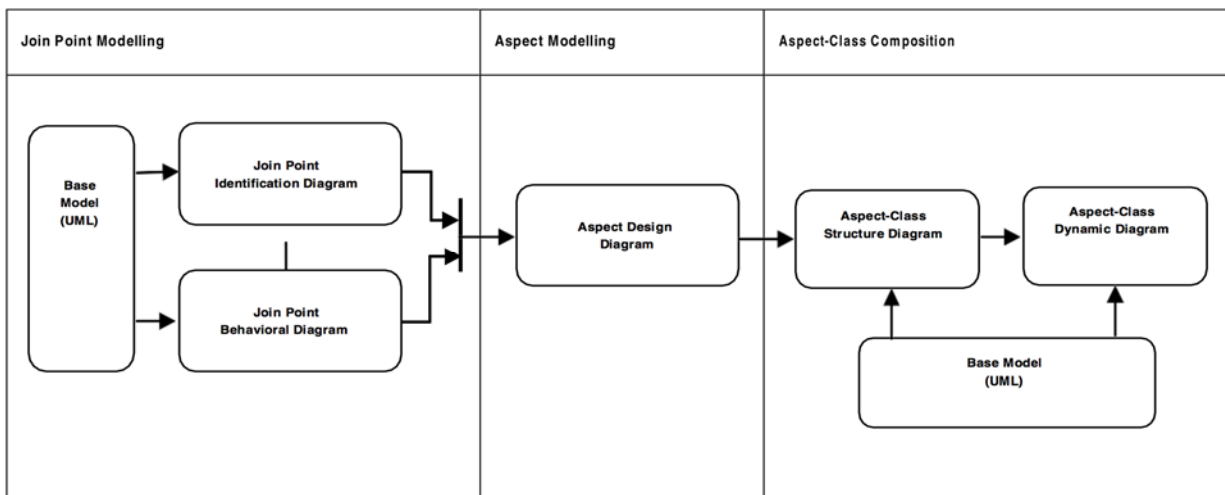 Join Point Modelling
Aspect Modelling
Aspect-Class Composition
Base
Model
(UML)
Join Point
Identification Diagram
Join Point
Behavioral Diagram
Aspect Design
Diagram
Aspect-Class
Structure Diagram
Aspect-Class
Dynamic Diagram
Base Model
(UML)